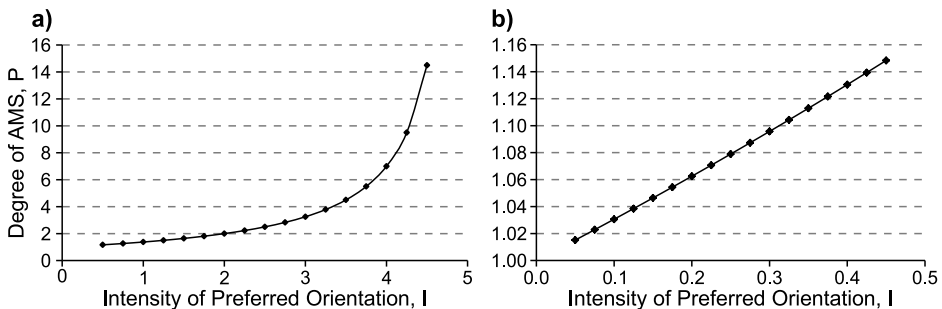 a)
Degree of AMS, P
16
14
12
10
8
6
4
2
0
0 1 2 3 4 5
Intensity of Preferred Orientation, I
b)
1.16
1.14
1.12
1.10
1.08
1.06
1.04
1.02
1.00
0.0 0.1 0.2 0.3 0.4 0.5
Intensity of Preferred Orientation, I